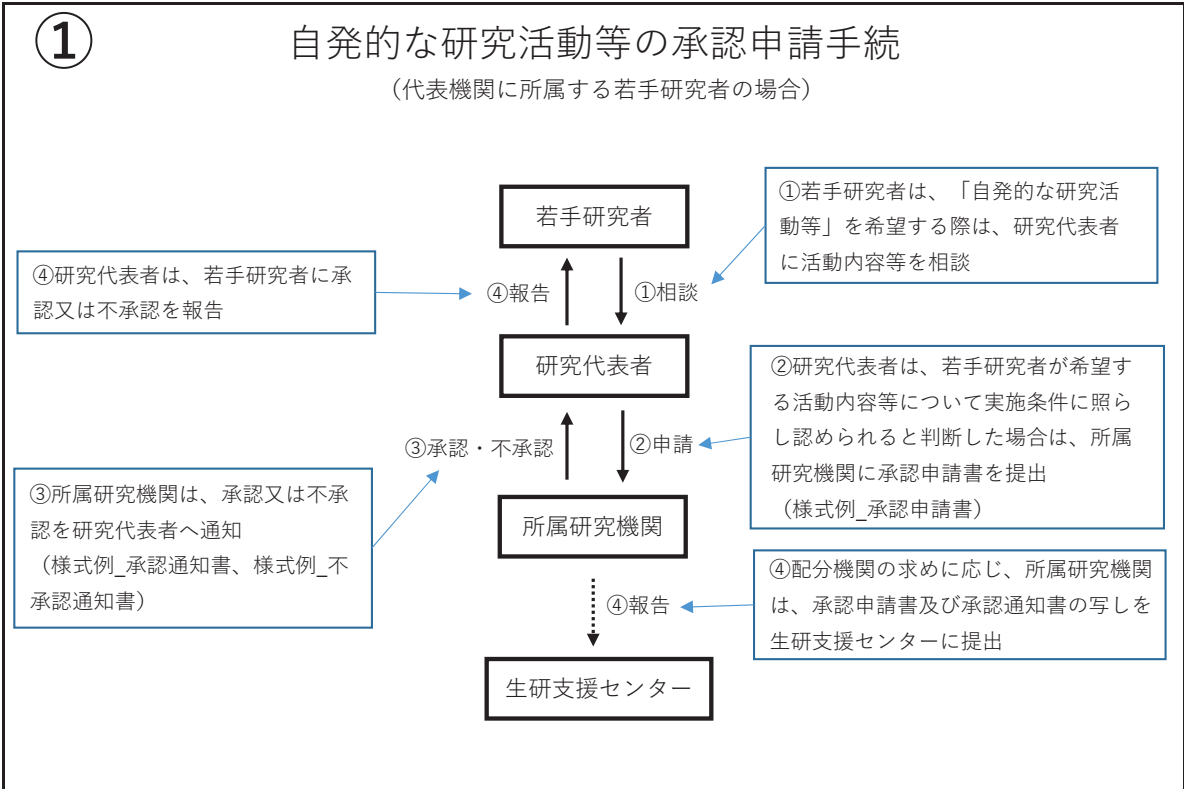 ①
自発的な研究活動等の承認申請手続
（代表機関に所属する若手研究者の場合）
若手研究者
①若手研究者は、「自発的な研究活
動等」を希望する際は、研究代表者
に活動内容等を相談
④研究代表者は、若手研究者に承
認又は不承認を報告
④報告
①相談
研究代表者
②研究代表者は、若手研究者が希望す
る活動内容等について実施条件に照ら
し認められると判断した場合は、所属
研究機関に承認申請書を提出
（様式例_承認申請書）
③承認・不承認
②申請
③所属研究機関は、承認又は不承
認を研究代表者へ通知
（様式例_承認通知書、様式例_不
承認通知書）
所属研究機関
④配分機関の求めに応じ、所属研究機関
は、承認申請書及び承認通知書の写しを
生研支援センターに提出
④報告
生研支援センター